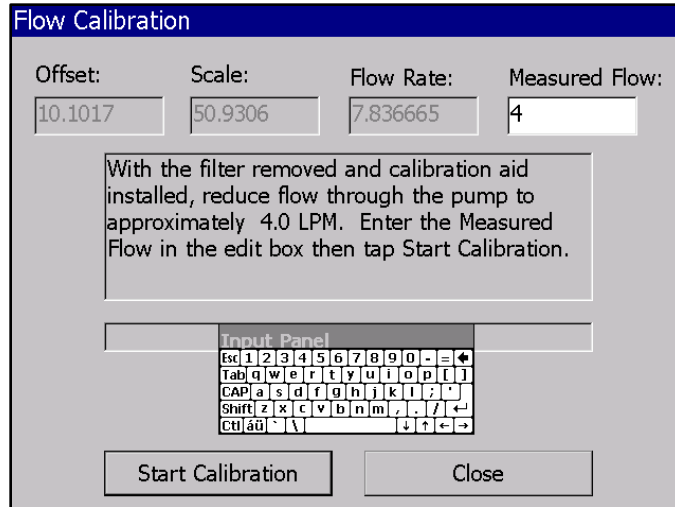 Flow Calibration
Offset: Scale: Flow Rate: Measured Flow:
10.1017 50.9306 7.836665 4
With the filter removed and calibration aid
installed, reduce flow through the pump to
approximately 4.0 LPM. Enter the Measured
Flow in the edit box then tap Start Calibration.
Input Panel
Esc 1 2 3 4 5 6 7 8 9 0 - = 🡄
Tab q w e r t y u i o p [ ]
CAP a s d f g h j k l ; '
Shift z x c v b n m , . / ↵
Ctl áü ` \ ↓ ↑ ← →
Start Calibration Close